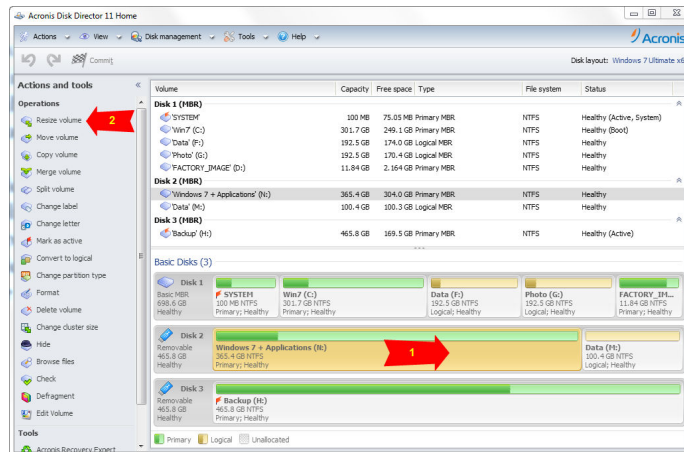 Acronis Disk Director 11 Home
Actions View Disk management Tools Help Acronis
Commit Disk layout: Windows 7 Ultimate x6
Actions and tools
Operations
Resize volume 2
Move volume
Copy volume
Merge volume
Split volume
Change label
Change letter
Mark as active
Convert to logical
Change partition type
Format
Delete volume
Change cluster size
Hide
Browse files
Check
Defragment
Edit Volume
Tools
Acronis Recovery Expert
Volume Capacity Free space Type File system Status
Disk 1 (MBR)
'SYSTEM' 100 MB 75.05 MB Primary MBR NTFS Healthy (Active, System)
'Win7 (C:) 301.7 GB 249.1 GB Primary MBR NTFS Healthy (Boot)
'Data' (F:) 192.5 GB 174.0 GB Logical MBR NTFS Healthy
'Photo' (G:) 192.5 GB 170.4 GB Logical MBR NTFS Healthy
'FACTORY_IMAGE' (D:) 11.84 GB 2.164 GB Primary MBR NTFS Healthy
Disk 2 (MBR)
'Windows 7 + Applications' (N:) 365.4 GB 304.0 GB Primary MBR NTFS Healthy
'Data' (M:) 100.4 GB 100.3 GB Logical MBR NTFS Healthy
Disk 3 (MBR)
'Backup' (H:) 465.8 GB 169.5 GB Primary MBR NTFS Healthy (Active)
Basic Disks (3)
Disk 1
Basic MBR SYSTEM Win7 (C:) Data (F:) Photo (G:) FACTORY_IM...
698.6 GB 100 MB NTFS 301.7 GB NTFS 192.5 GB NTFS 192.5 GB NTFS 11.84 GB NTFS
Healthy Primary; Healthy Primary; Healthy Logical; Healthy Logical; Healthy Primary; Healthy
Disk 2
Removable Windows 7 + Applications (N:) 1 Data (M:)
465.8 GB 365.4 GB NTFS 100.4 GB NTFS
Healthy Primary; Healthy Logical; Healthy
Disk 3
Removable Backup (H:)
465.8 GB 465.8 GB NTFS
Healthy Primary; Healthy
Primary Logical Unallocated